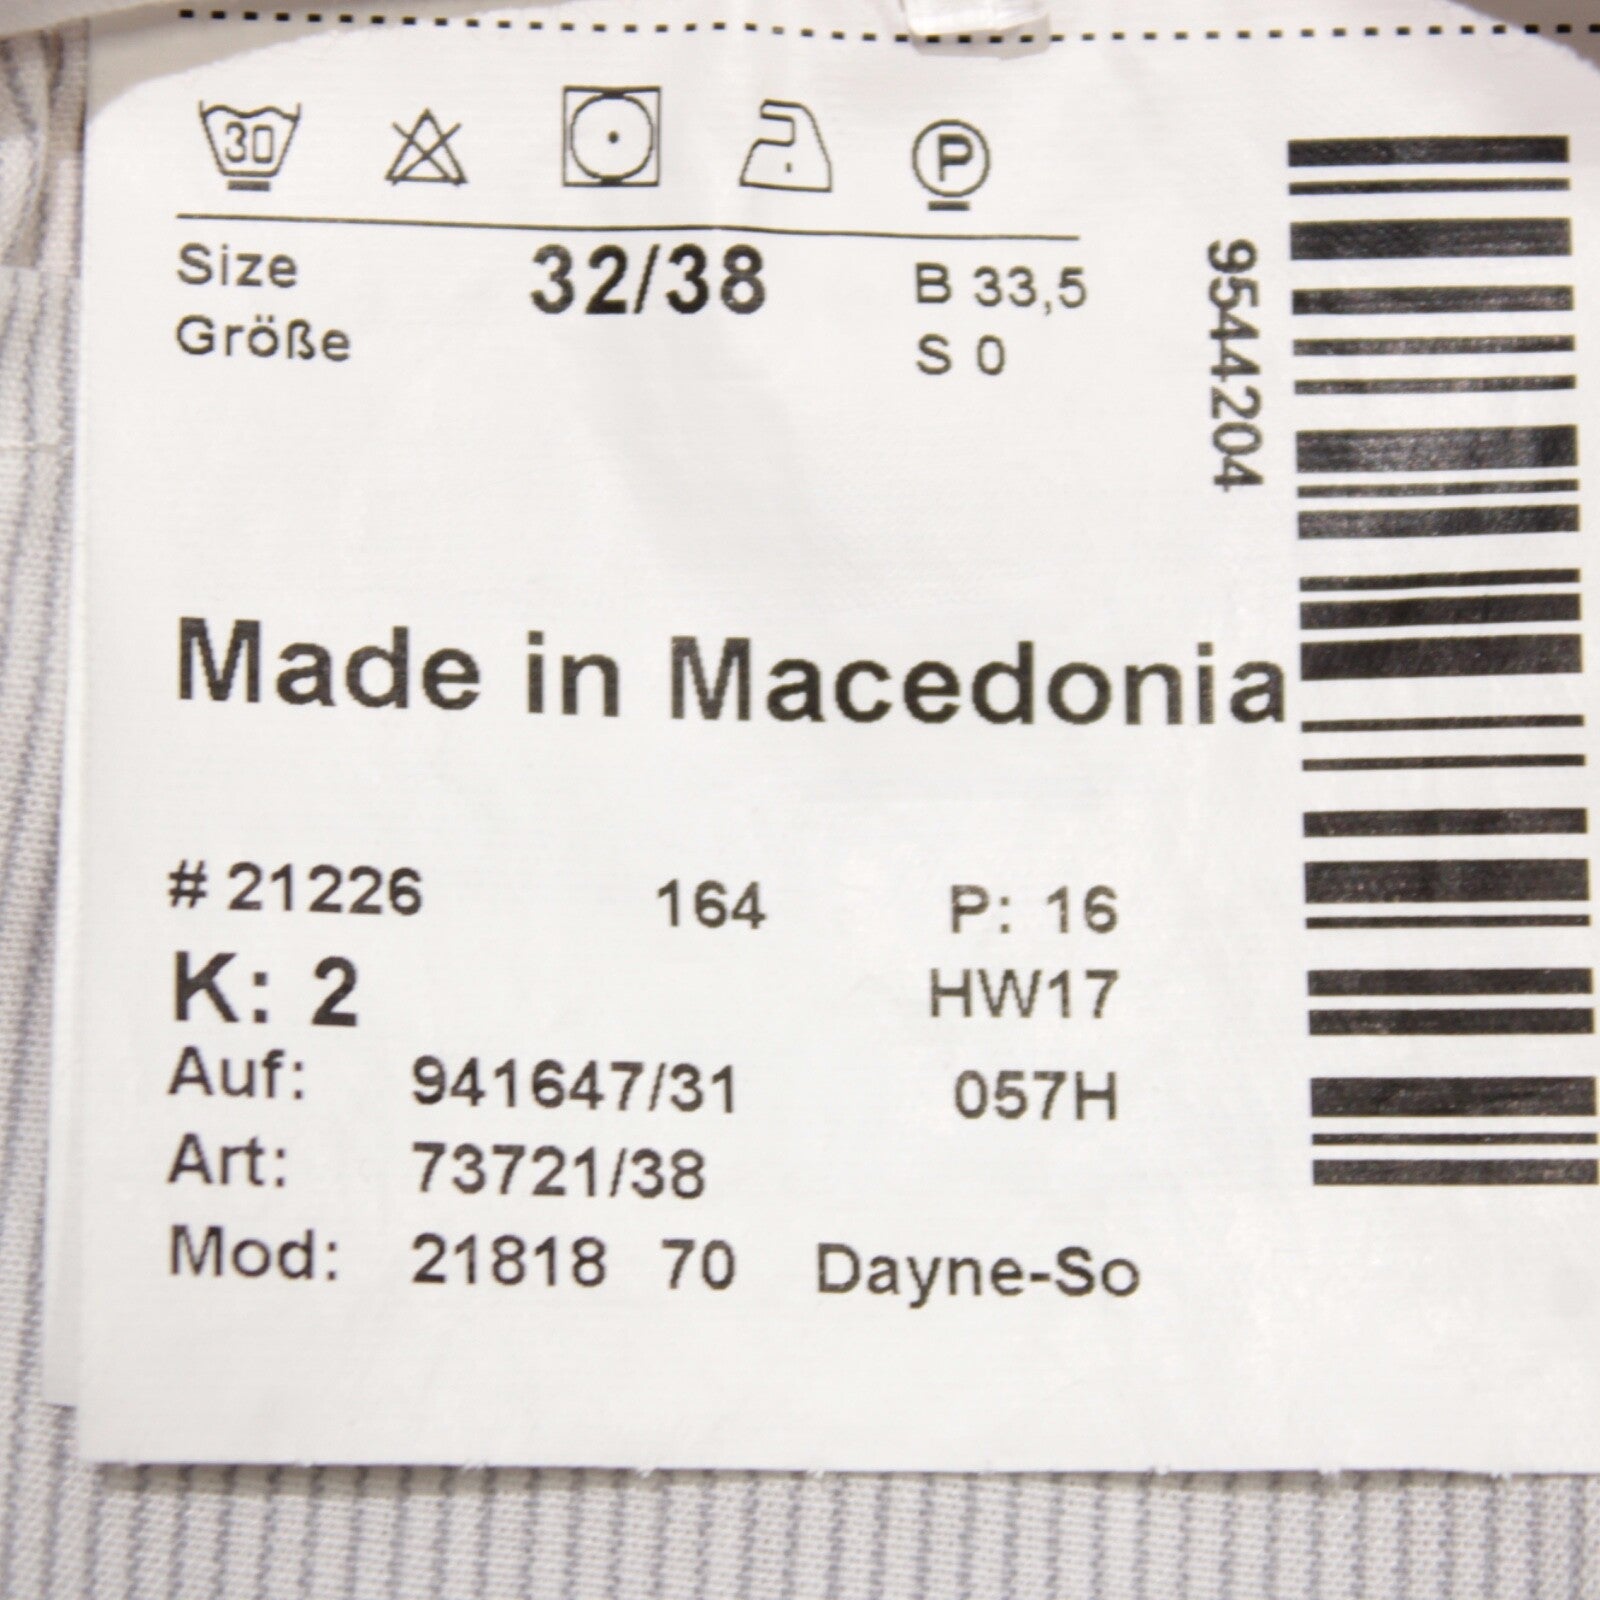 30 P
Size 32/38 B 33,5
Größe S 0
9544204
Made in Macedonia
# 21226 164 P: 16
K: 2 HW17
Auf: 941647/31 057H
Art: 73721/38
Mod: 21818 70 Dayne-So